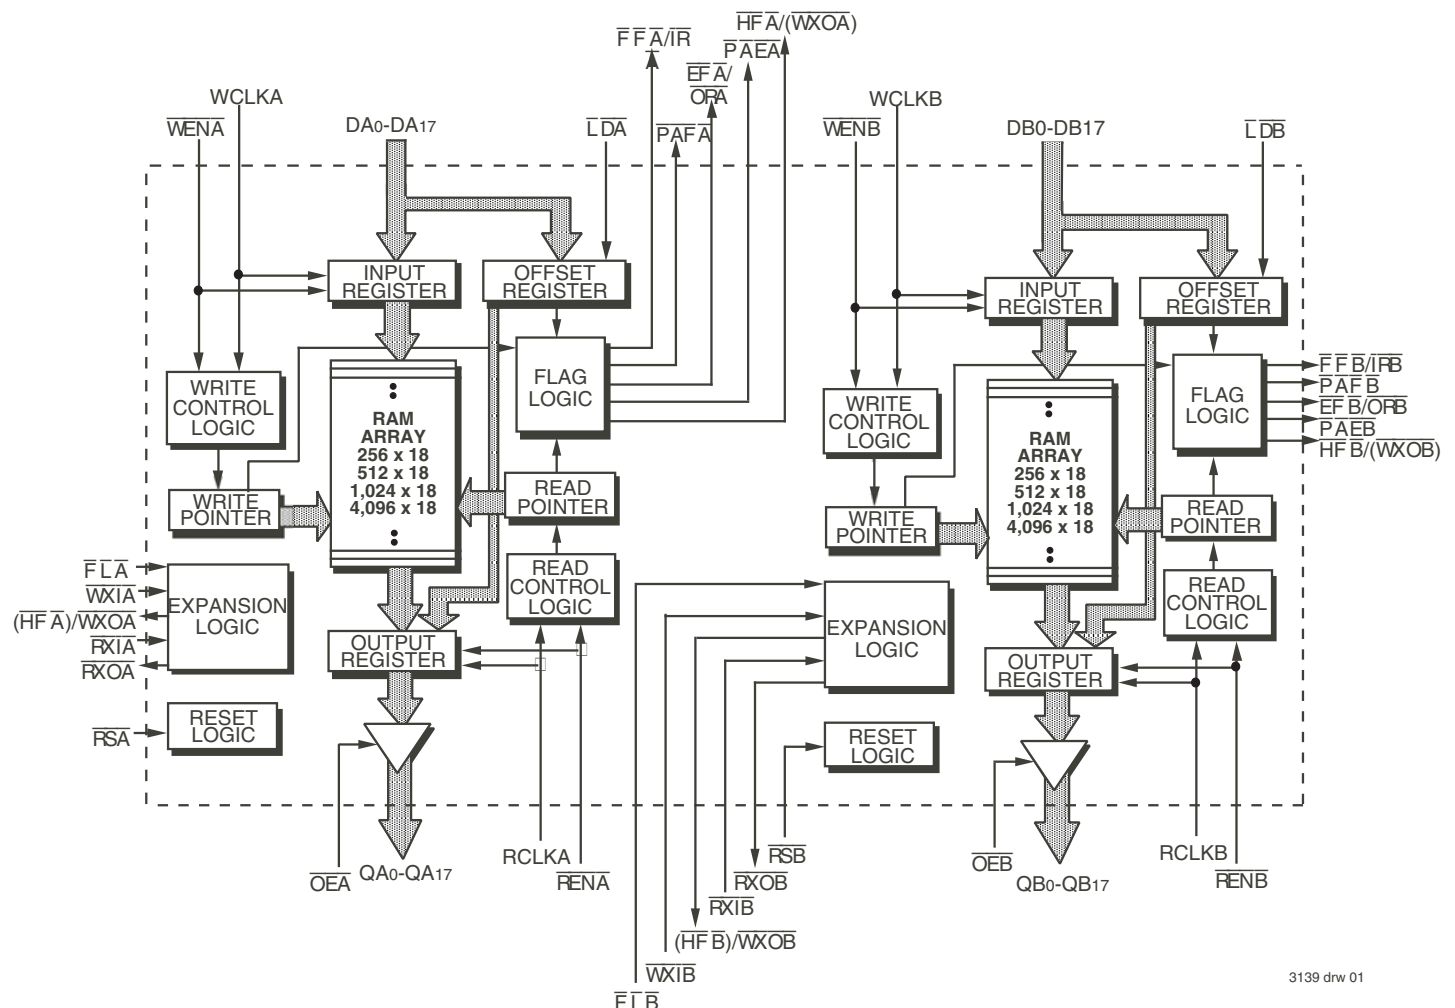 HFA/(WXOA)
FFA/IR
PAEA
EFA/
ORA
WCLKA
WCLKB
WENA
DA0-DA17
LDA
PAFA
WENB
DB0-DB17
LDB
INPUT
REGISTER
OFFSET
REGISTER
INPUT
REGISTER
OFFSET
REGISTER
WRITE
CONTROL
LOGIC
RAM
ARRAY
256 x 18
512 x 18
1,024 x 18
4,096 x 18
FLAG
LOGIC
WRITE
CONTROL
LOGIC
RAM
ARRAY
256 x 18
512 x 18
1,024 x 18
4,096 x 18
FLAG
LOGIC
FFB/IRB
PAFB
EFB/ORB
PAEB
HFB/(WXOB)
WRITE
POINTER
READ
POINTER
WRITE
POINTER
READ
POINTER
FLA
WXIA
(HFA)/WXOA
RXIA
RXOA
EXPANSION
LOGIC
READ
CONTROL
LOGIC
EXPANSION
LOGIC
READ
CONTROL
LOGIC
OUTPUT
REGISTER
OUTPUT
REGISTER
RSA
RESET
LOGIC
RESET
LOGIC
OEA
QA0-QA17
RCLKA
RENA
RSB
OEB
QB0-QB17
RCLKB
RENB
RXOB
RXIB
(HFB)/WXOB
WXIB
FLB
3139 drw 01